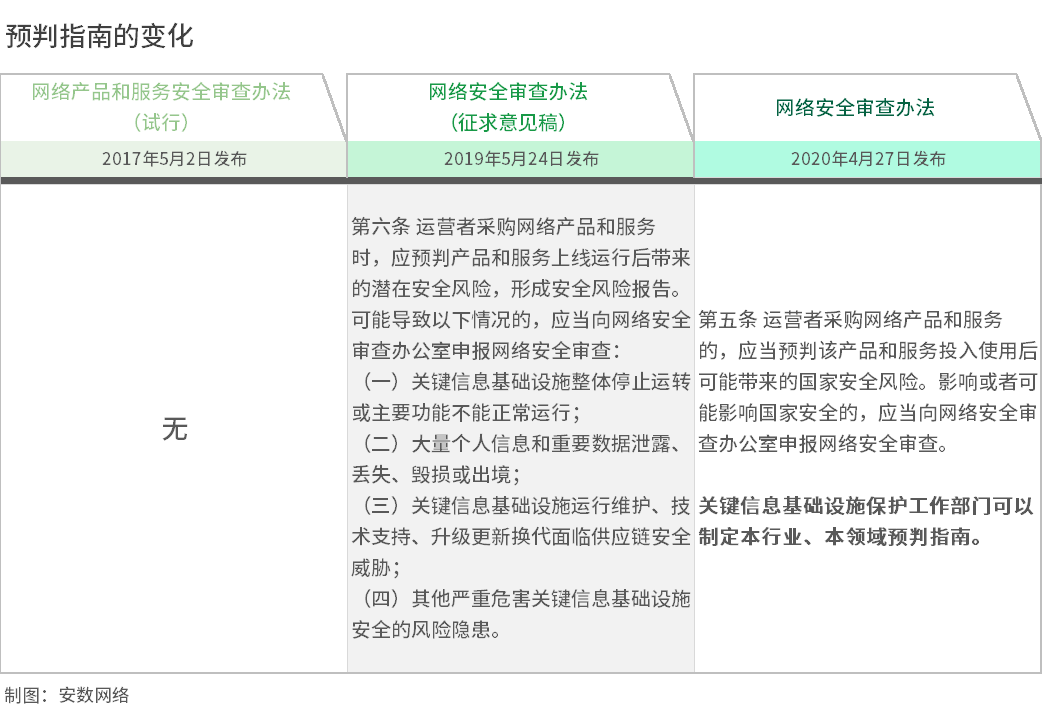 预判指南的变化
网络产品和服务安全审查办法
（试行）
2017年5月2日发布
网络安全审查办法
（征求意见稿）
2019年5月24日发布
网络安全审查办法
2020年4月27日发布
无
第六条 运营者采购网络产品和服务
时，应预判产品和服务上线运行后带来
的潜在安全风险，形成安全风险报告。
可能导致以下情况的，应当向网络安全
审查办公室申报网络安全审查：
（一）关键信息基础设施整体停止运转
或主要功能不能正常运行；
（二）大量个人信息和重要数据泄露、
丢失、毁损或出境；
（三）关键信息基础设施运行维护、技
术支持、升级更新换代面临供应链安全
威胁；
（四）其他严重危害关键信息基础设施
安全的风险隐患。
第五条 运营者采购网络产品和服务
的，应当预判该产品和服务投入使用后
可能带来的国家安全风险。影响或者可
能影响国家安全的，应当向网络安全审
查办公室申报网络安全审查。
关键信息基础设施保护工作部门可以
制定本行业、本领域预判指南。
制图：安数网络